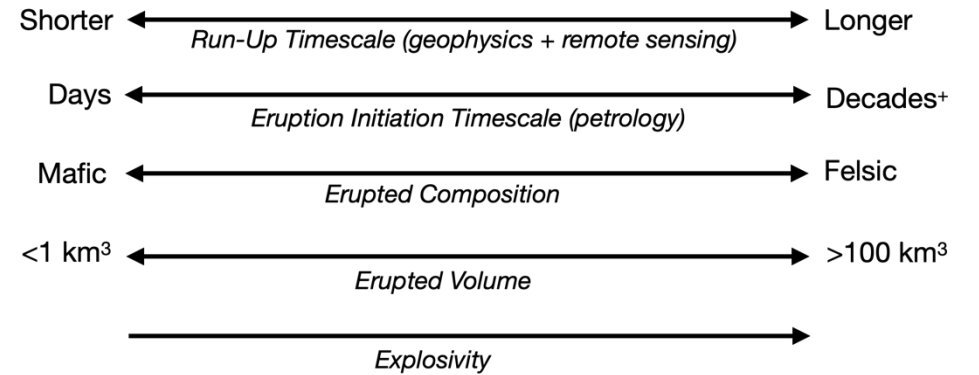 Shorter Longer
Run-Up Timescale (geophysics + remote sensing)
Days Decades⁺
Eruption Initiation Timescale (petrology)
Mafic Felsic
Erupted Composition
<1 km³ >100 km³
Erupted Volume
Explosivity